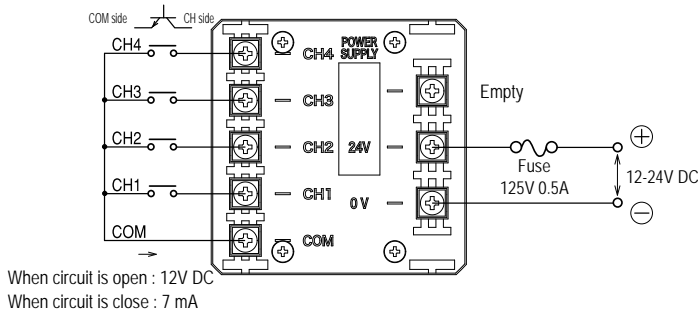 COM side CH side
CH4
CH3
CH2
CH1
COM
CH4
CH3
CH2
CH1
COM
POWER
SUPPLY
24V
0 V
Empty
Fuse
125V 0.5A
+
12-24V DC
−
When circuit is open : 12V DC
When circuit is close : 7 mA